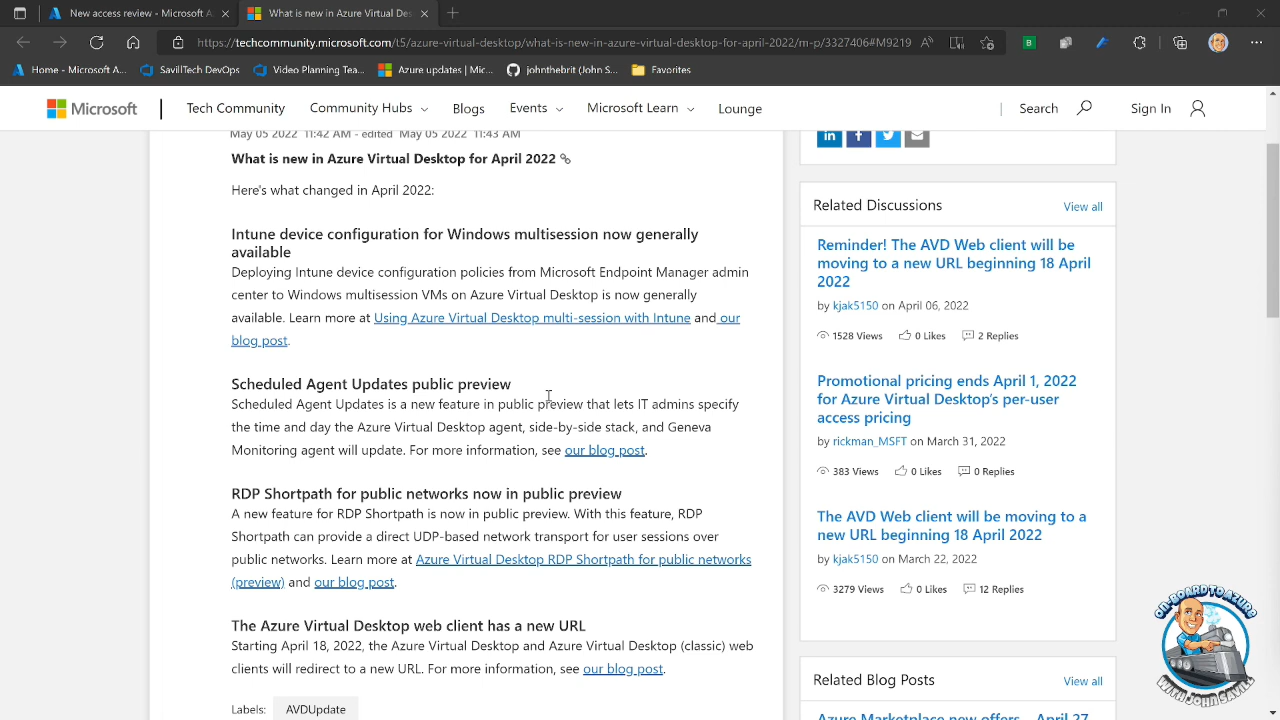 New access review - Microsoft A
What is new in Azure Virtual Des
https://techcommunity.microsoft.com/t5/azure-virtual-desktop/what-is-new-in-azure-virtual-desktop-for-april-2022/m-p/3327406#M9219
Home - Microsoft A...
SavillTech DevOps
Video Planning Tea...
Azure updates | Mic...
johnthebrit (John S...
Favorites
Microsoft
Tech Community
Community Hubs
Blogs
Events
Microsoft Learn
Lounge
Search
Sign In
May 05 2022 11:42 AM - edited May 05 2022 11:43 AM
What is new in Azure Virtual Desktop for April 2022
Here's what changed in April 2022:
Intune device configuration for Windows multisession now generally
available
Deploying Intune device configuration policies from Microsoft Endpoint Manager admin
center to Windows multisession VMs on Azure Virtual Desktop is now generally
available. Learn more at Using Azure Virtual Desktop multi-session with Intune and our
blog post.
Scheduled Agent Updates public preview
Scheduled Agent Updates is a new feature in public preview that lets IT admins specify
the time and day the Azure Virtual Desktop agent, side-by-side stack, and Geneva
Monitoring agent will update. For more information, see our blog post.
RDP Shortpath for public networks now in public preview
A new feature for RDP Shortpath is now in public preview. With this feature, RDP
Shortpath can provide a direct UDP-based network transport for user sessions over
public networks. Learn more at Azure Virtual Desktop RDP Shortpath for public networks
(preview) and our blog post.
The Azure Virtual Desktop web client has a new URL
Starting April 18, 2022, the Azure Virtual Desktop and Azure Virtual Desktop (classic) web
clients will redirect to a new URL. For more information, see our blog post.
Labels: AVDUpdate
Related Discussions
View all
Reminder! The AVD Web client will be
moving to a new URL beginning 18 April
2022
by kjak5150 on April 06, 2022
1528 Views 0 Likes 2 Replies
Promotional pricing ends April 1, 2022
for Azure Virtual Desktop's per-user
access pricing
by rickman_MSFT on March 31, 2022
383 Views 0 Likes 0 Replies
The AVD Web client will be moving to a
new URL beginning 18 April 2022
by kjak5150 on March 22, 2022
3279 Views 0 Likes 12 Replies
Related Blog Posts
View all
Azure Marketplace new offers – April 27
ON-BOARD TO AZURE
WITH JOHN SAVILL